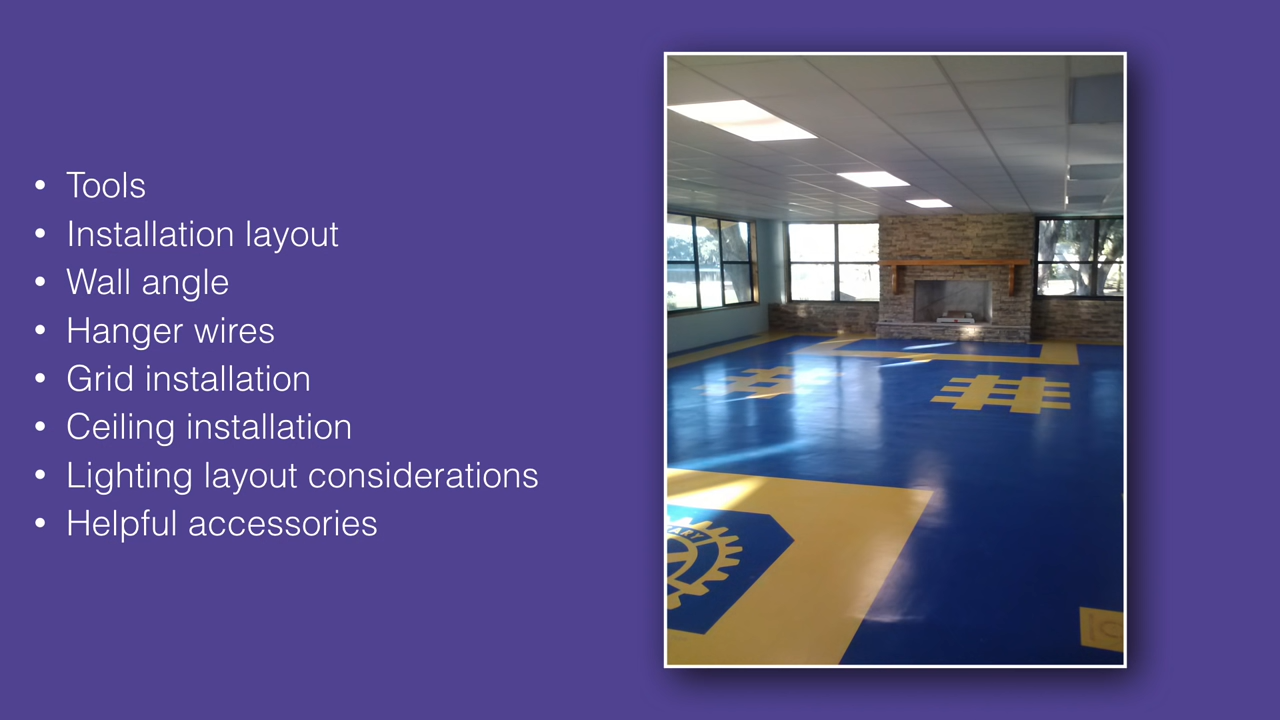 • Tools
• Installation layout
• Wall angle
• Hanger wires
• Grid installation
• Ceiling installation
• Lighting layout considerations
• Helpful accessories